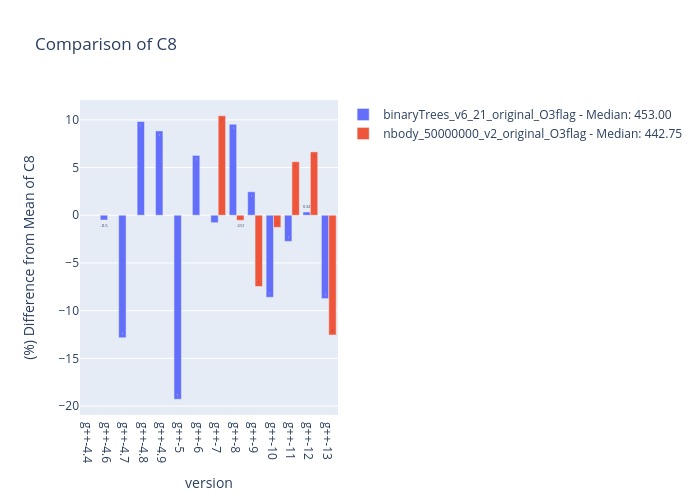 Comparison of C8
binaryTrees_v6_21_original_O3flag - Median: 453.00
nbody_50000000_v2_original_O3flag - Median: 442.75
(%) Difference from Mean of C8
10
5
0
−5
−10
−15
−20
g++-4.4
g++-4.6
g++-4.7
g++-4.8
g++-4.9
g++-5
g++-6
g++-7
g++-8
g++-9
g++-10
g++-11
g++-12
g++-13
version